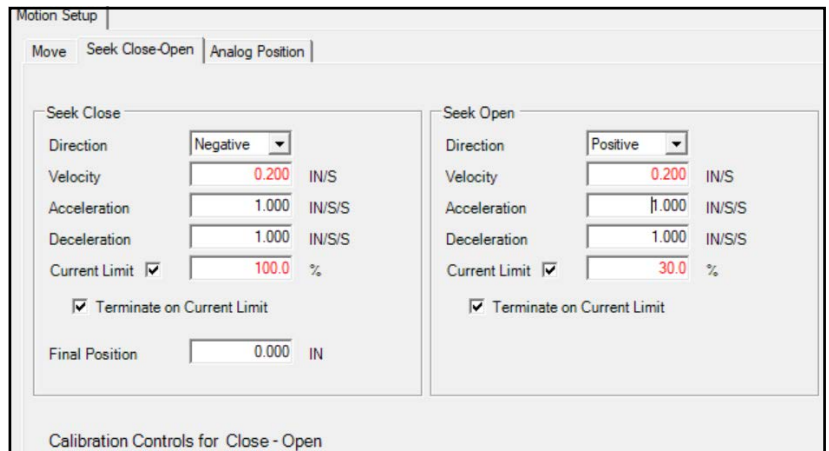 Motion Setup
Move Seek Close-Open Analog Position
Seek Close
Direction Negative
Velocity 0.200 IN/S
Acceleration 1.000 IN/S/S
Deceleration 1.000 IN/S/S
Current Limit 100.0 %
Terminate on Current Limit
Final Position 0.000 IN
Seek Open
Direction Positive
Velocity 0.200 IN/S
Acceleration 1.000 IN/S/S
Deceleration 1.000 IN/S/S
Current Limit 30.0 %
Terminate on Current Limit
Calibration Controls for Close - Open